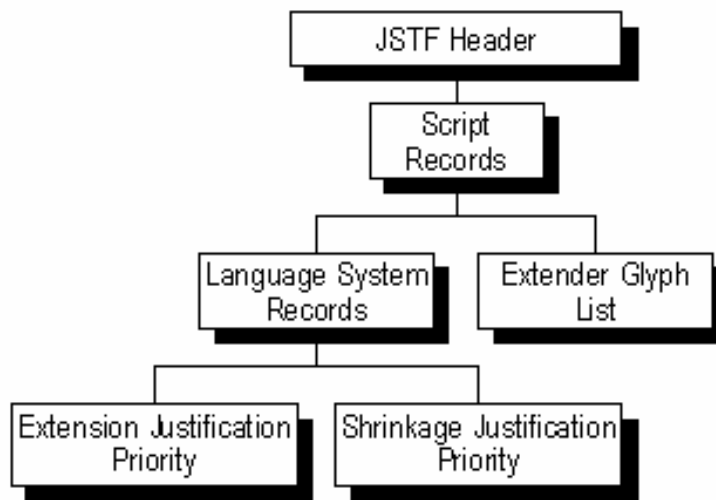 JSTF Header
Script
Records
Language System
Records
Extender Glyph
List
Extension Justification
Priority
Shrinkage Justification
Priority